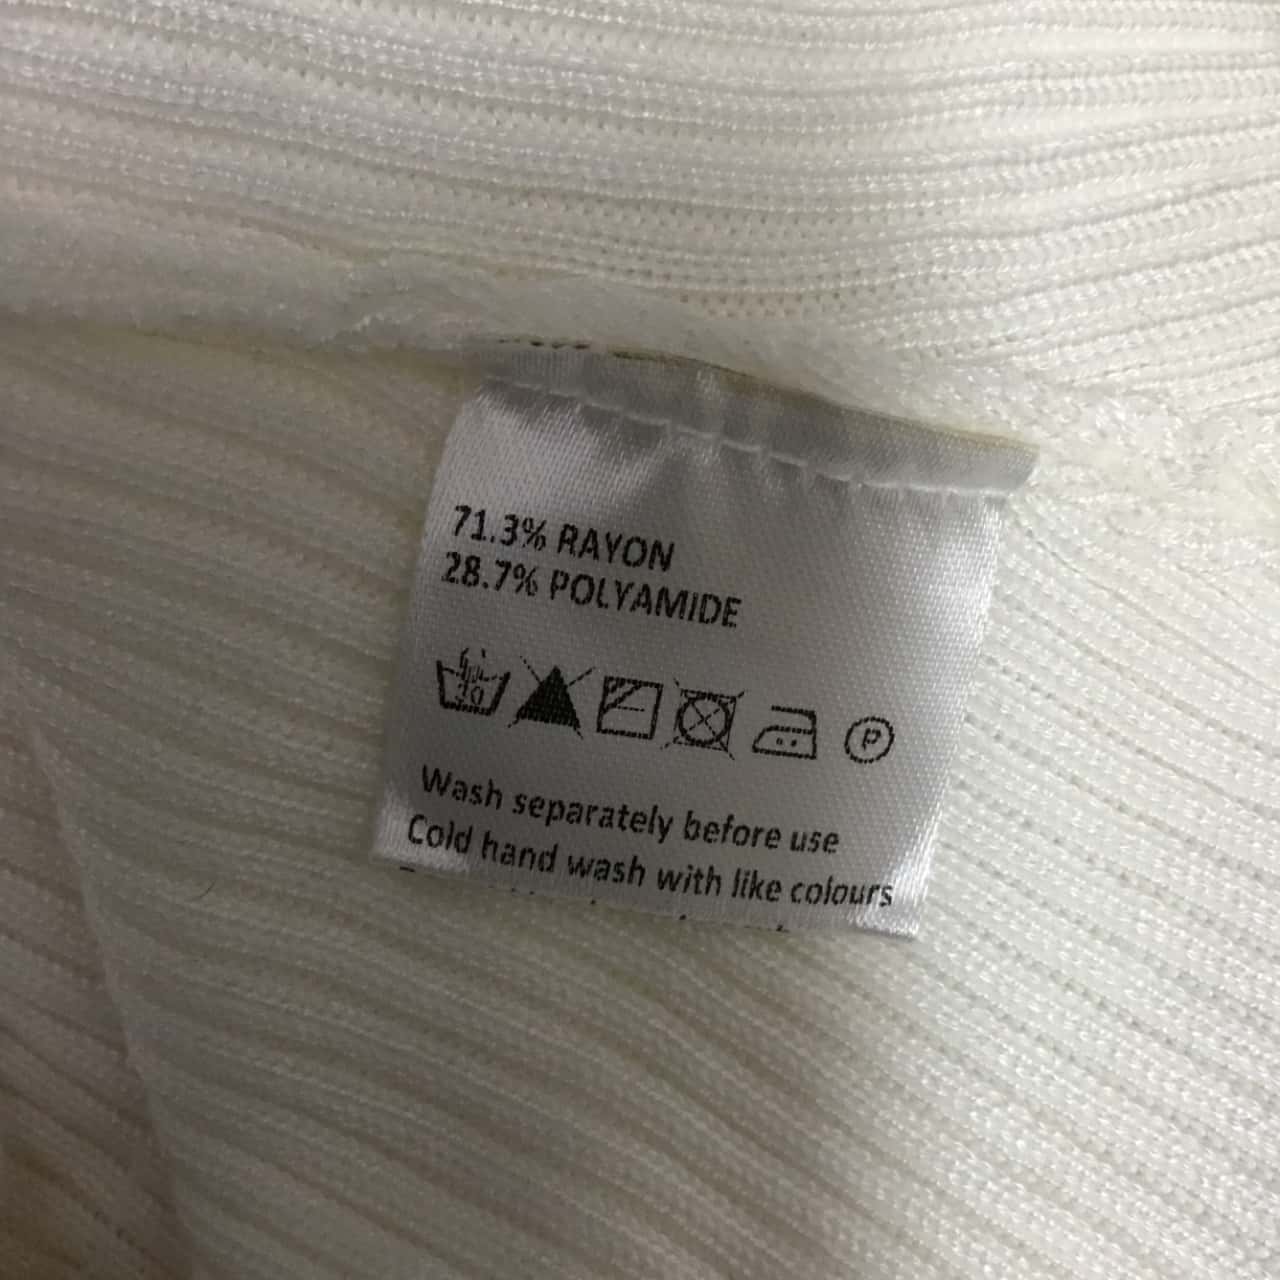 71.3% RAYON
28.7% POLYAMIDE
P
Wash separately before use
Cold hand wash with like colours